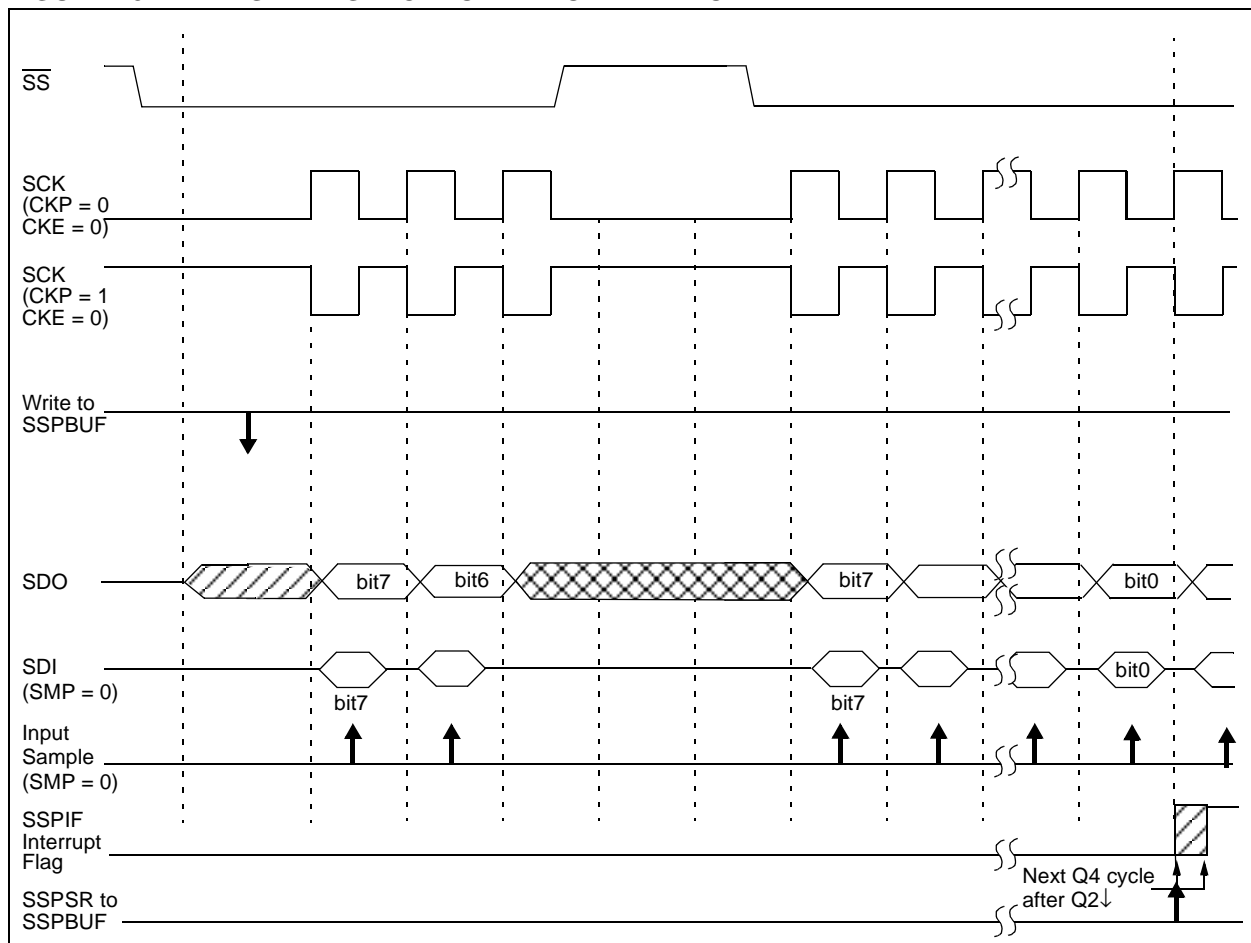 SS
SCK
(CKP = 0
CKE = 0)
SCK
(CKP = 1
CKE = 0)
Write to
SSPBUF
SDO
bit7
bit6
bit7
bit0
SDI
(SMP = 0)
bit7
bit7
bit0
Input
Sample
(SMP = 0)
SSPIF
Interrupt
Flag
Next Q4 cycle
after Q2↓
SSPSR to
SSPBUF